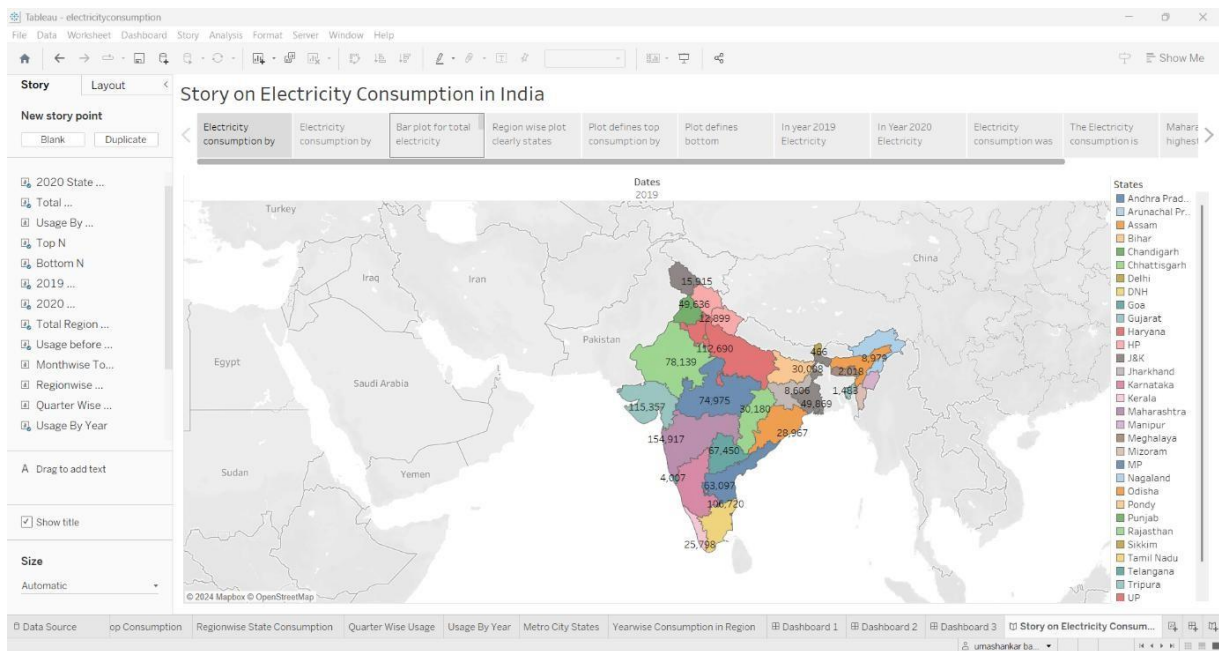 Tableau - electricityconsumption
File Data Worksheet Dashboard Story Analysis Format Server Window Help
Show Me
Story Layout
New story point
Blank Duplicate
2020 State ...
Total ...
Usage By ...
Top N
Bottom N
2019 ...
2020 ...
Total Region ...
Usage before ...
Monthwise To...
Regionwise ...
Quarter Wise ...
Usage By Year
A Drag to add text
Show title
Size
Automatic
Story on Electricity Consumption in India
Electricity
consumption by
Electricity
consumption by
Bar plot for total
electricity
Region wise plot
clearly states
Plot defines top
consumption by
Plot defines
bottom
In year 2019
Electricity
In Year 2020
Electricity
Electricity
consumption was
The Electricity
consumption is
Mahara
highest
Dates
2019
Turkey
Iraq
Iran
China
Pakistan
Egypt
Saudi Arabia
Sudan
Yemen
15,915
49,636
12,899
112,690
78,139
466
8,979
30,008
2,018
8,606
1,483
74,975
30,180
49,869
115,357
28,967
154,917
67,450
4,007
63,097
106,720
25,798
© 2024 Mapbox © OpenStreetMap
States
Andhra Prad..
Arunachal Pr..
Assam
Bihar
Chandigarh
Chhattisgarh
Delhi
DNH
Goa
Gujarat
Haryana
HP
J&K
Jharkhand
Karnataka
Kerala
Maharashtra
Manipur
Meghalaya
Mizoram
MP
Nagaland
Odisha
Pondy
Punjab
Rajasthan
Sikkim
Tamil Nadu
Telangana
Tripura
UP
Data Source op Consumption Regionwise State Consumption Quarter Wise Usage Usage By Year Metro City States Yearwise Consumption in Region Dashboard 1 Dashboard 2 Dashboard 3 Story on Electricity Consum...
umashankar ba...